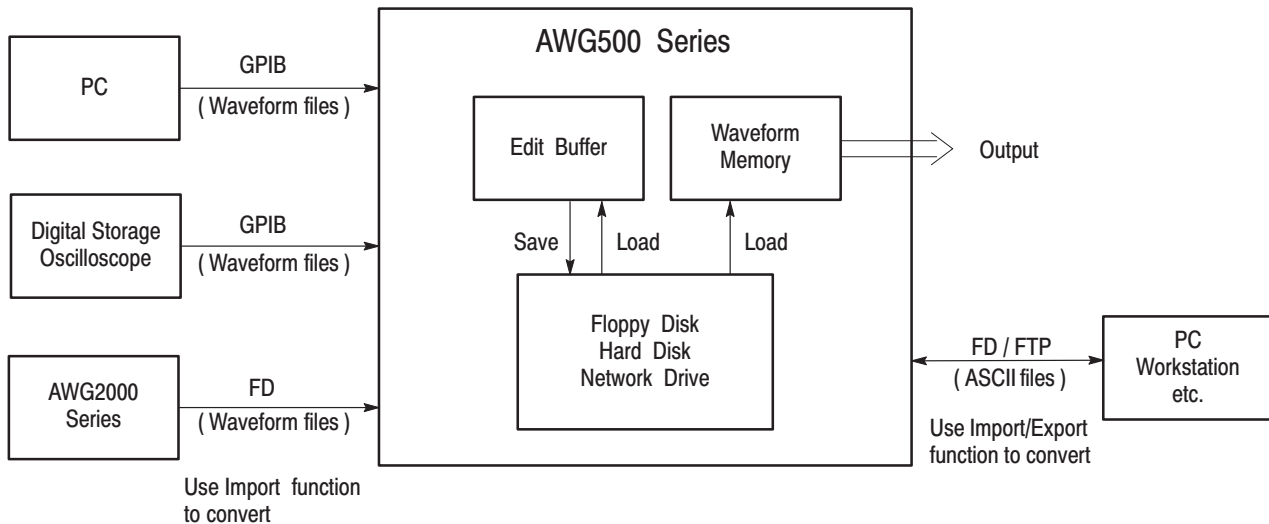 AWG500 Series
PC
GPIB
( Waveform files )
Edit Buffer
Waveform
Memory
Output
Digital Storage
Oscilloscope
GPIB
( Waveform files )
Save
Load
Load
Floppy Disk
Hard Disk
Network Drive
AWG2000
Series
FD
( Waveform files )
Use Import function
to convert
FD / FTP
( ASCII files )
Use Import/Export
function to convert
PC
Workstation
etc.